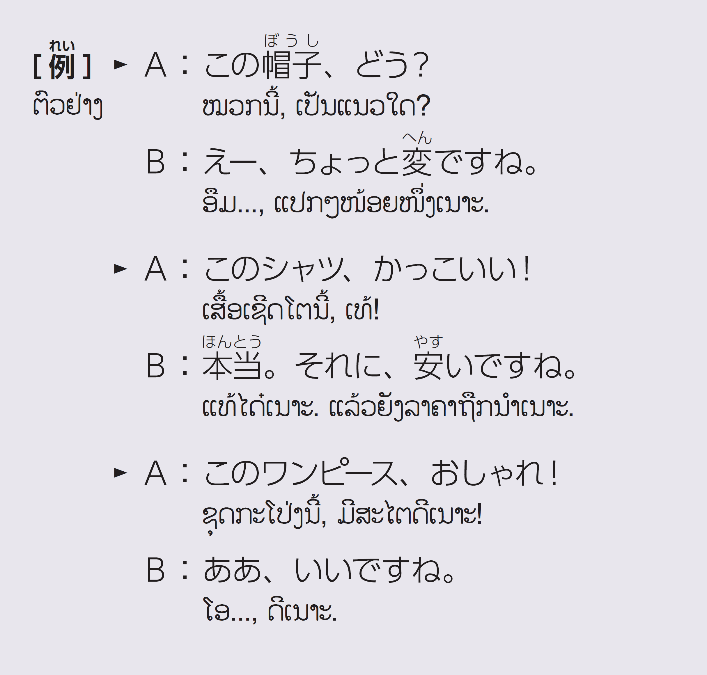 れい
[ 例 ] ► A：この帽子、どう？
ぼうし
ຕົວຢ່າງ
ໝວກນີ້, ເປັນແນວໃດ?
へん
B：えー、ちょっと変ですね。
ອືມ..., ແປກໆໜ້ອຍໜຶ່ງເນາະ.
► A：このシャツ、かっこいい！
ເສື້ອເຊີດໂຕນີ້, ເທ້!
ほんとう やす
B：本当。それに、安いですね。
ແທ້ໄດ໋ເນາະ. ແລ້ວຍັງລາຄາຖືກນຳເນາະ.
► A：このワンピース、おしゃれ！
ຊຸດກະໂປ່ງນີ້, ມີສະໄຕດີເນາະ!
B：ああ、いいですね。
ໂອ..., ດີເນາະ.